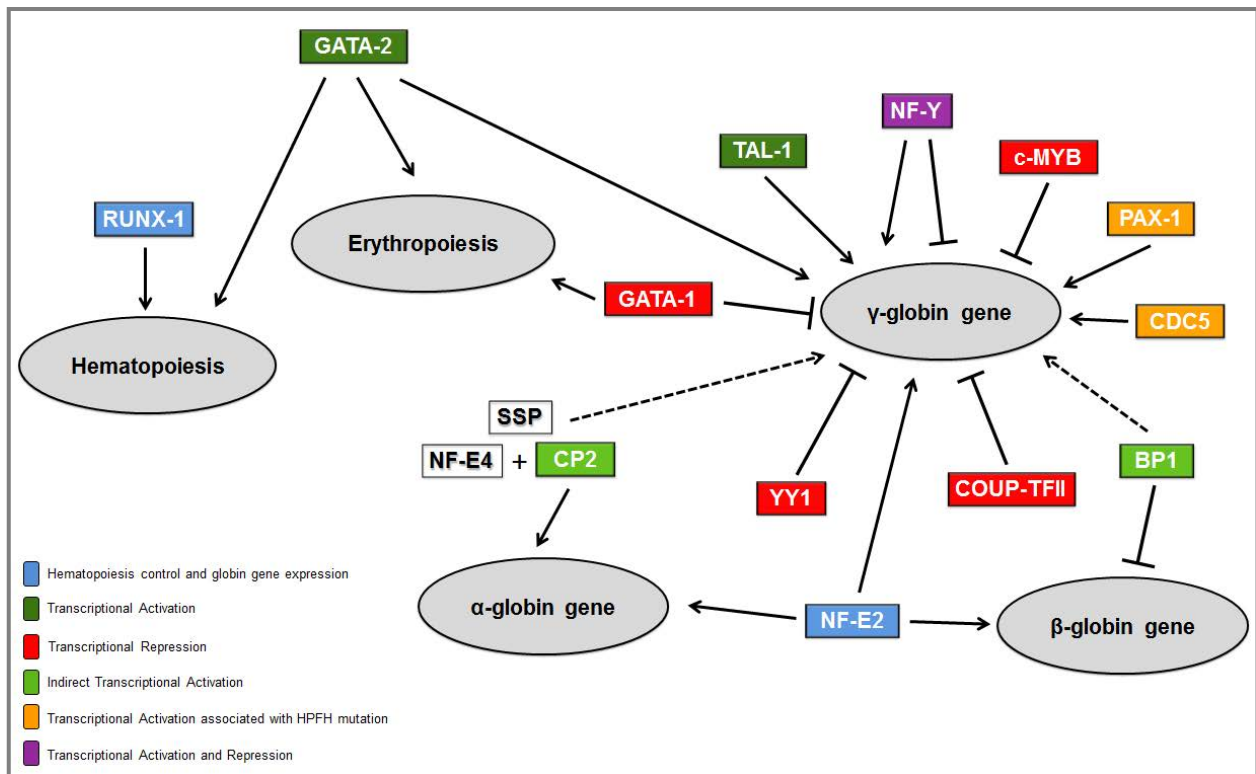 GATA-2
NF-Y
TAL-1
c-MYB
RUNX-1
PAX-1
Erythropoiesis
GATA-1
γ-globin gene
CDC5
Hematopoiesis
SSP
NF-E4 + CP2
BP1
YY1
COUP-TFII
Hematopoiesis control and globin gene expression
Transcriptional Activation
Transcriptional Repression
Indirect Transcriptional Activation
Transcriptional Activation associated with HPFH mutation
Transcriptional Activation and Repression
α-globin gene
NF-E2
β-globin gene